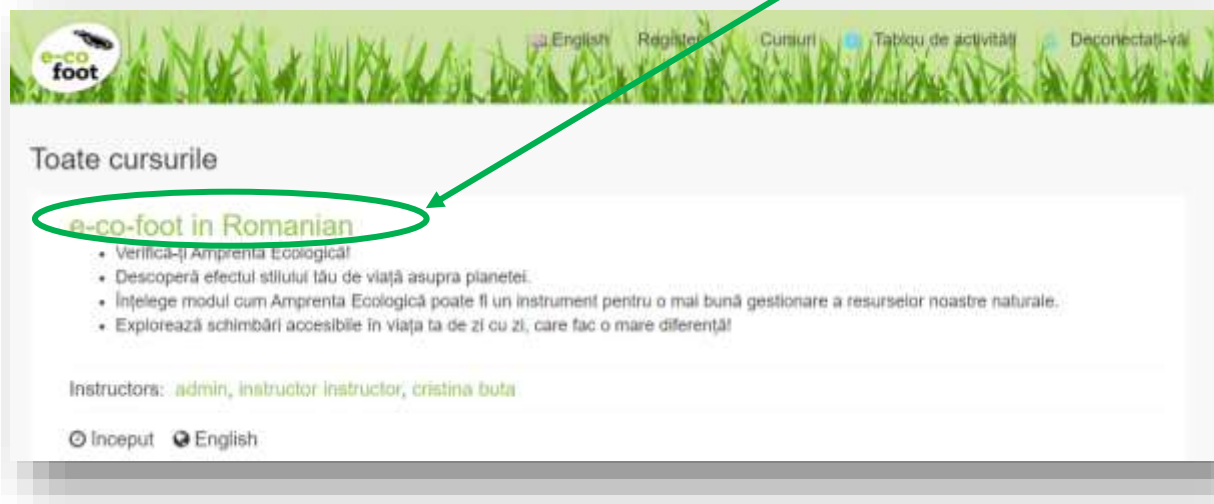 e-co
foot
English Register Cursuri Tablou de activități Deconectați-vă
Toate cursurile
e-co-foot in Romanian
• Verifică-ți Amprenta Ecologică!
• Descoperă efectul stilului tău de viață asupra planetei.
• Înțelege modul cum Amprenta Ecologică poate fi un instrument pentru o mai bună gestionare a resurselor noastre naturale.
• Explorează schimbări accesibile în viața ta de zi cu zi, care fac o mare diferență!
Instructors: admin, instructor instructor, cristina buta
Început English